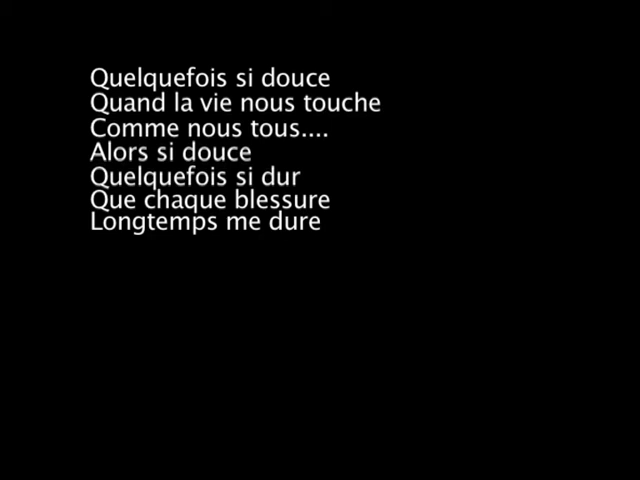 Quelquefois si douce
Quand la vie nous touche
Comme nous tous....
Alors si douce
Quelquefois si dur
Que chaque blessure
Longtemps me dure